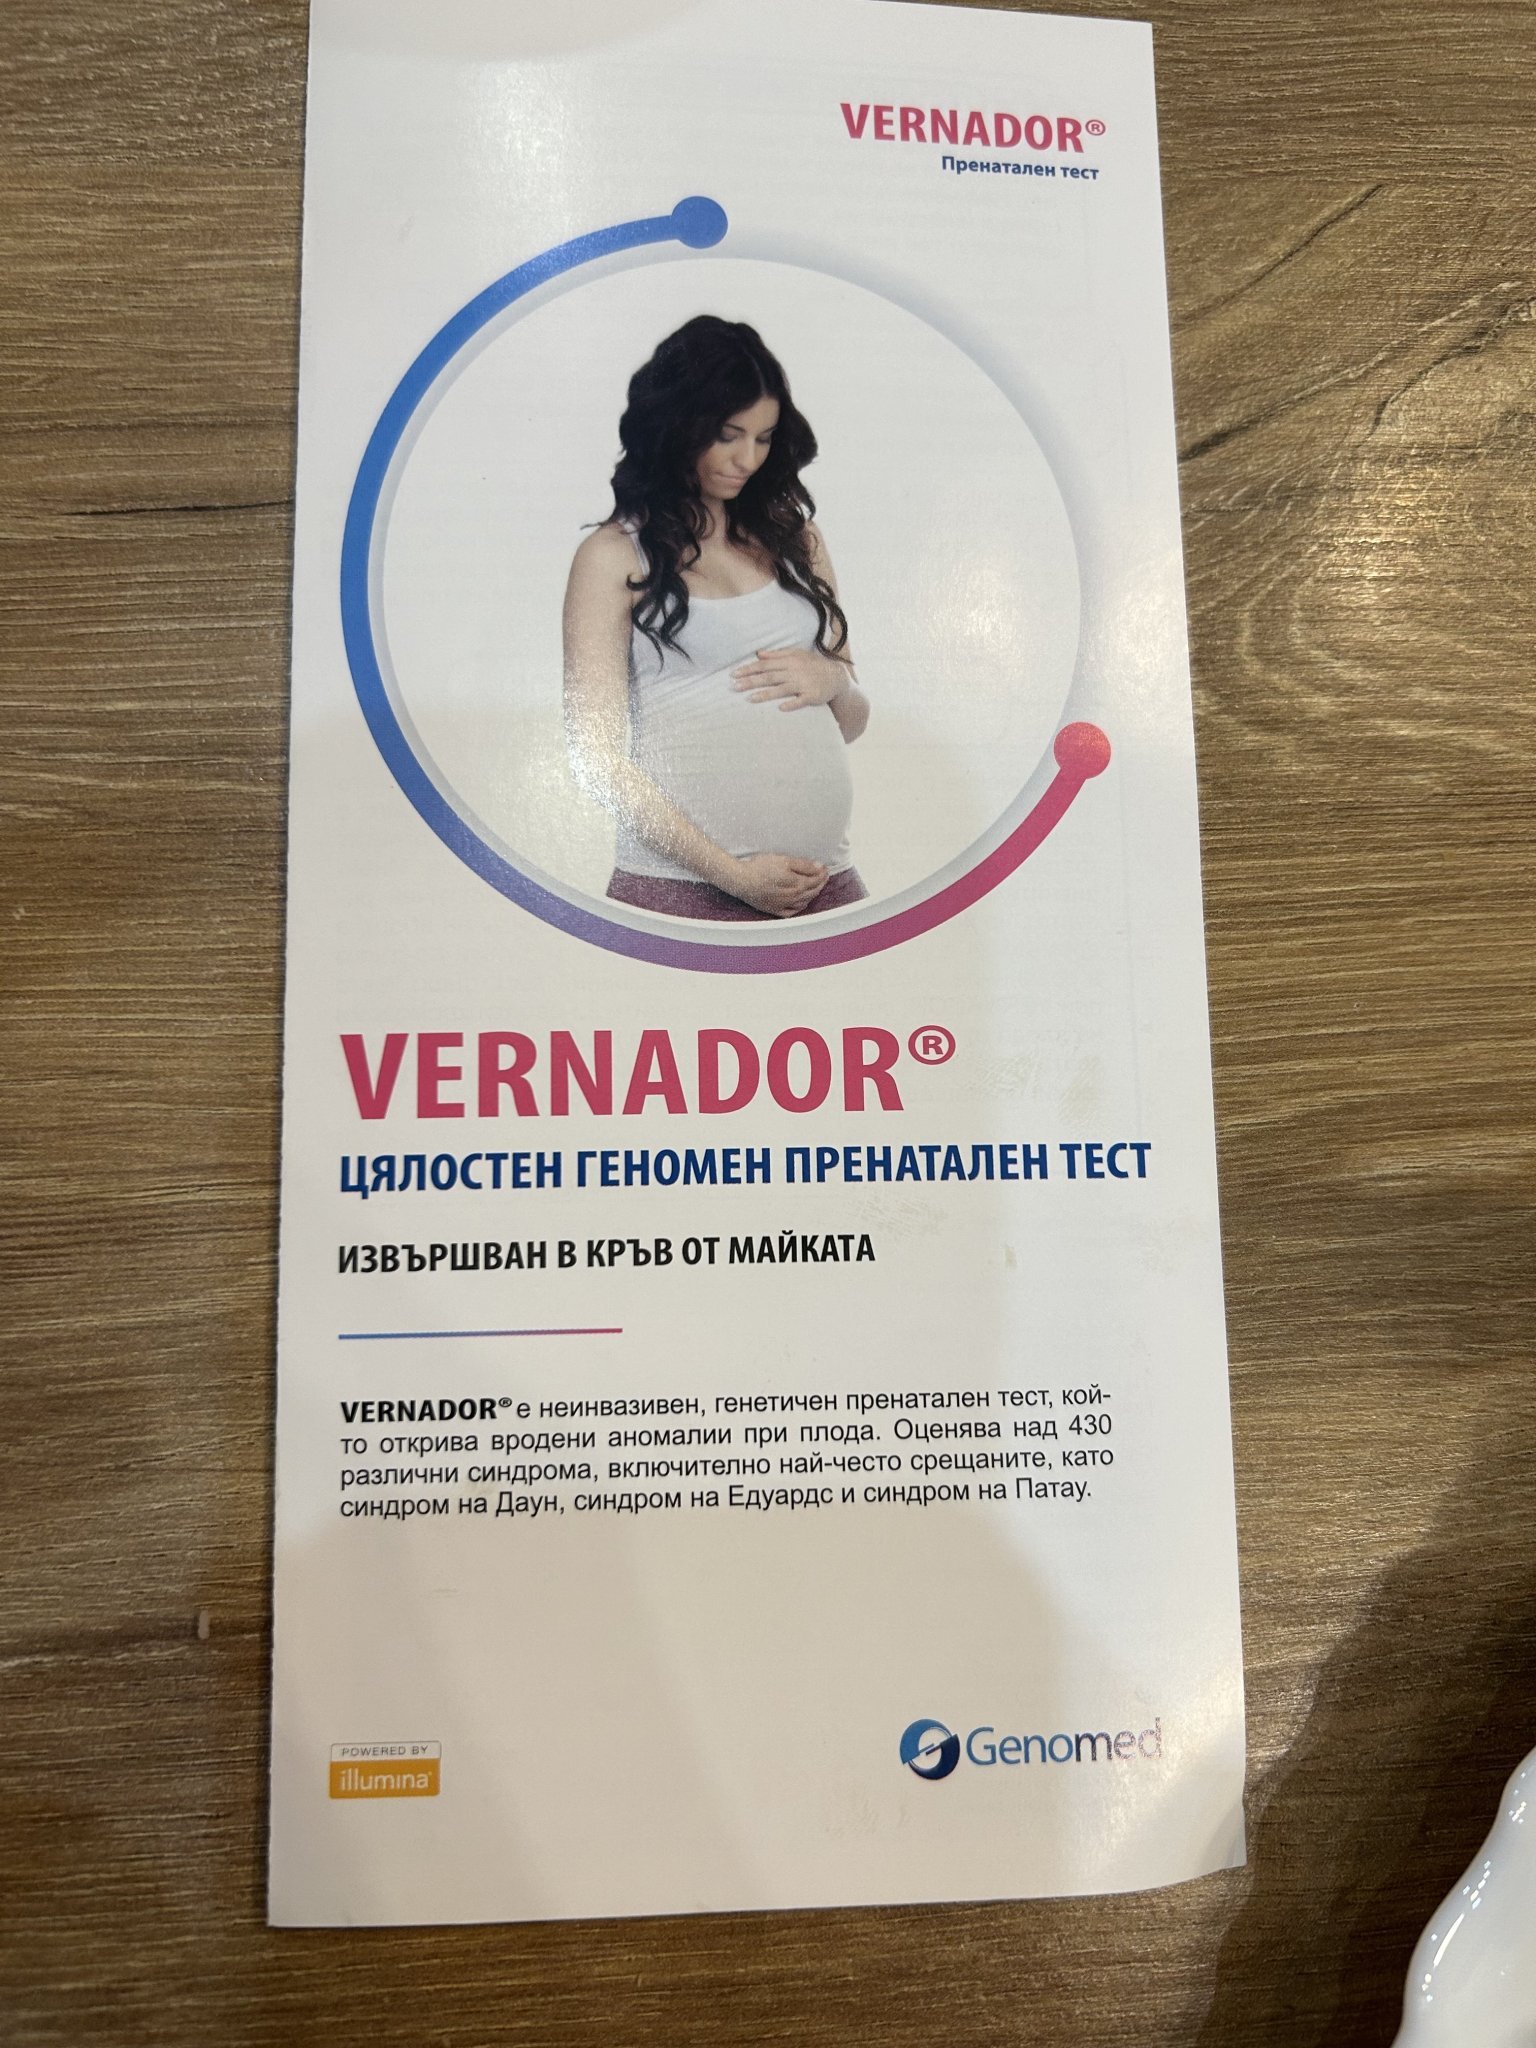 VERNADOR®
Пренатален тест
VERNADOR®
ЦЯЛОСТЕН ГЕНОМЕН ПРЕНАТАЛЕН ТЕСТ
ИЗВЪРШВАН В КРЪВ ОТ МАЙКАТА
VERNADOR® е неинвазивен, генетичен пренатален тест, кой-
то открива вродени аномалии при плода. Оценява над 430
различни синдрома, включително най-често срещаните, като
синдром на Даун, синдром на Едуардс и синдром на Патау.
POWERED BY
illumina®
Genomed